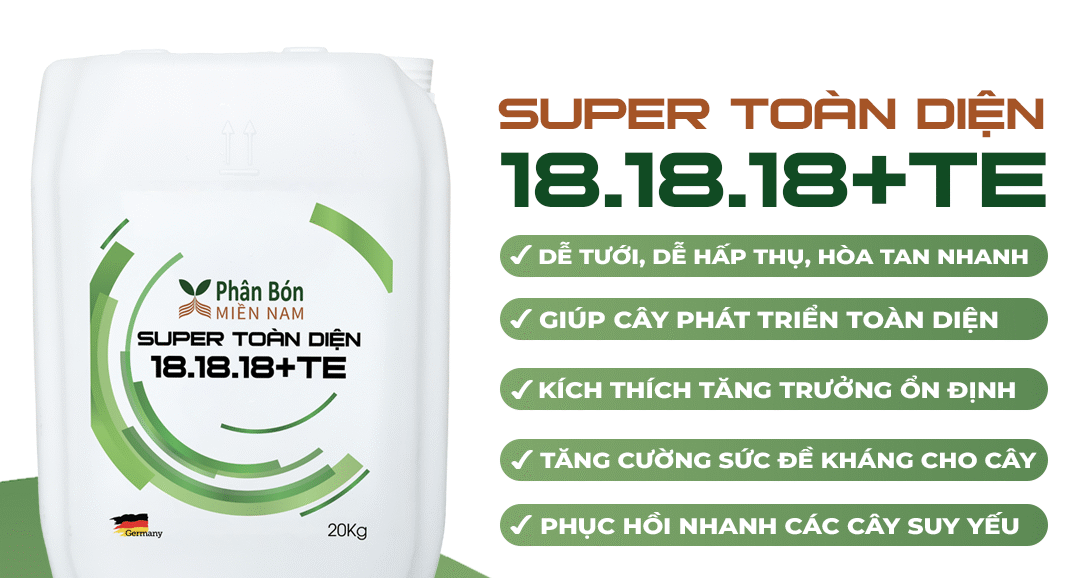 Phân Bón
MIỀN NAM
SUPER TOÀN DIỆN
18.18.18+TE
Germany
20Kg
SUPER TOÀN DIỆN
18.18.18+TE
✓ DỄ TƯỚI, DỄ HẤP THỤ, HÒA TAN NHANH
✓ GIÚP CÂY PHÁT TRIỂN TOÀN DIỆN
✓ KÍCH THÍCH TĂNG TRƯỞNG ỔN ĐỊNH
✓ TĂNG CƯỜNG SỨC ĐỀ KHÁNG CHO CÂY
✓ PHỤC HỒI NHANH CÁC CÂY SUY YẾU